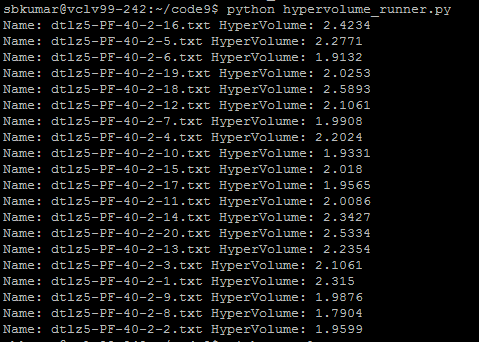 sbkumar@vclv99-242:~/code9$ python hypervolume_runner.py
Name: dtlz5-PF-40-2-16.txt HyperVolume: 2.4234
Name: dtlz5-PF-40-2-5.txt HyperVolume: 2.2771
Name: dtlz5-PF-40-2-6.txt HyperVolume: 1.9132
Name: dtlz5-PF-40-2-19.txt HyperVolume: 2.0253
Name: dtlz5-PF-40-2-18.txt HyperVolume: 2.5893
Name: dtlz5-PF-40-2-12.txt HyperVolume: 2.1061
Name: dtlz5-PF-40-2-7.txt HyperVolume: 1.9908
Name: dtlz5-PF-40-2-4.txt HyperVolume: 2.2024
Name: dtlz5-PF-40-2-10.txt HyperVolume: 1.9331
Name: dtlz5-PF-40-2-15.txt HyperVolume: 2.018
Name: dtlz5-PF-40-2-17.txt HyperVolume: 1.9565
Name: dtlz5-PF-40-2-11.txt HyperVolume: 2.0086
Name: dtlz5-PF-40-2-14.txt HyperVolume: 2.3427
Name: dtlz5-PF-40-2-20.txt HyperVolume: 2.5334
Name: dtlz5-PF-40-2-13.txt HyperVolume: 2.2354
Name: dtlz5-PF-40-2-3.txt HyperVolume: 2.1061
Name: dtlz5-PF-40-2-1.txt HyperVolume: 2.315
Name: dtlz5-PF-40-2-9.txt HyperVolume: 1.9876
Name: dtlz5-PF-40-2-8.txt HyperVolume: 1.7904
Name: dtlz5-PF-40-2-2.txt HyperVolume: 1.9599